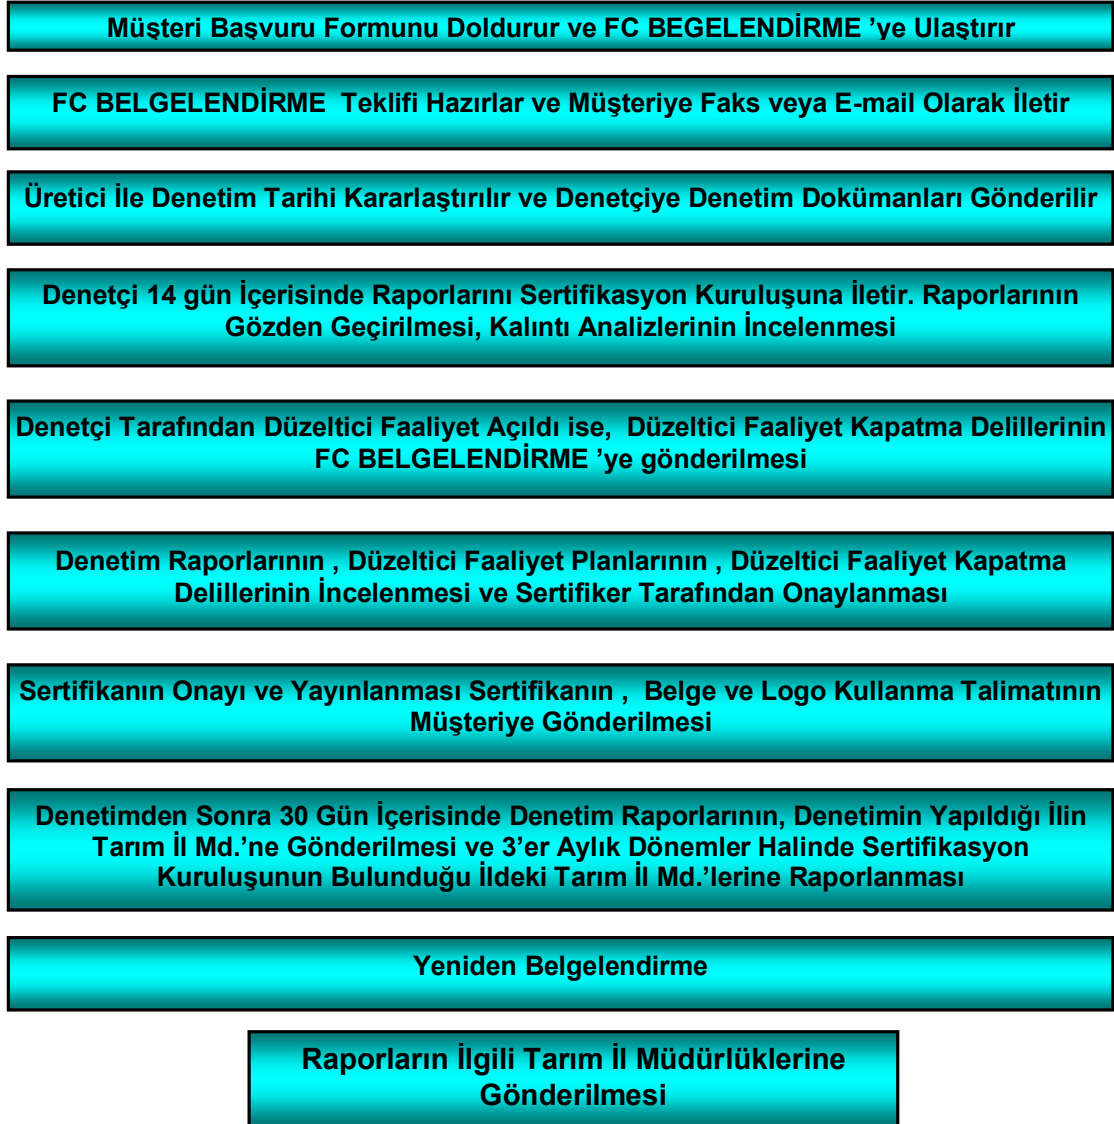 Müşteri Başvuru Formunu Doldurur ve FC BEGELENDİRME ’ye Ulaştırır
FC BELGELENDİRME Teklifi Hazırlar ve Müşteriye Faks veya E-mail Olarak İletir
Üretici İle Denetim Tarihi Kararlaştırılır ve Denetçiye Denetim Dokümanları Gönderilir
Denetçi 14 gün İçerisinde Raporlarını Sertifikasyon Kuruluşuna İletir. Raporlarının
Gözden Geçirilmesi, Kalıntı Analizlerinin İncelenmesi
Denetçi Tarafından Düzeltici Faaliyet Açıldı ise, Düzeltici Faaliyet Kapatma Delillerinin
FC BELGELENDİRME ’ye gönderilmesi
Denetim Raporlarının , Düzeltici Faaliyet Planlarının , Düzeltici Faaliyet Kapatma
Delillerinin İncelenmesi ve Sertifiker Tarafından Onaylanması
Sertifikanın Onayı ve Yayınlanması Sertifikanın , Belge ve Logo Kullanma Talimatının
Müşteriye Gönderilmesi
Denetimden Sonra 30 Gün İçerisinde Denetim Raporlarının, Denetimin Yapıldığı İlin
Tarım İl Md.’ne Gönderilmesi ve 3’er Aylık Dönemler Halinde Sertifikasyon
Kuruluşunun Bulunduğu İldeki Tarım İl Md.’lerine Raporlanması
Yeniden Belgelendirme
Raporların İlgili Tarım İl Müdürlüklerine
Gönderilmesi